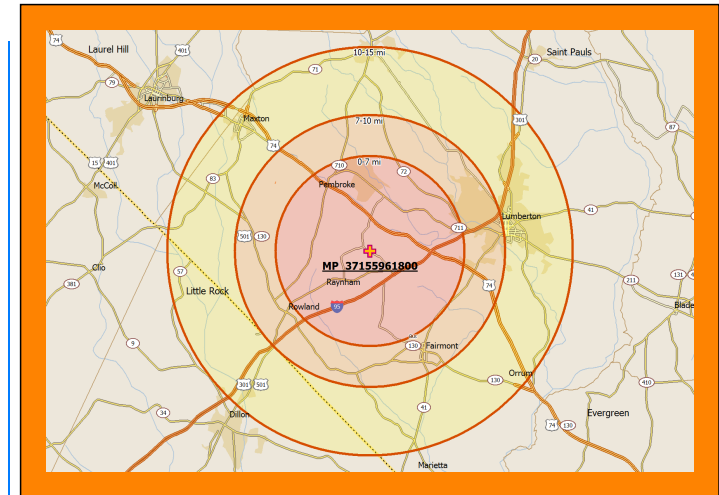 74
Laurel Hill
401
10-15 mi
Saint Pauls
20
71
79
Laurinburg
Maxton
7-10 mi
301
87
74
0-7 mi
15 401
710
72
McColl
83
Pembroke
41
Lumberton
711
501 130
MP 37155961800
Clio
57
381
Raynham
211
131
74
Little Rock
Rowland
95
Blade
9
130
Fairmont
Orrum
130
301 501
410
34
41
Dillon
Evergreen
74 130
Marietta